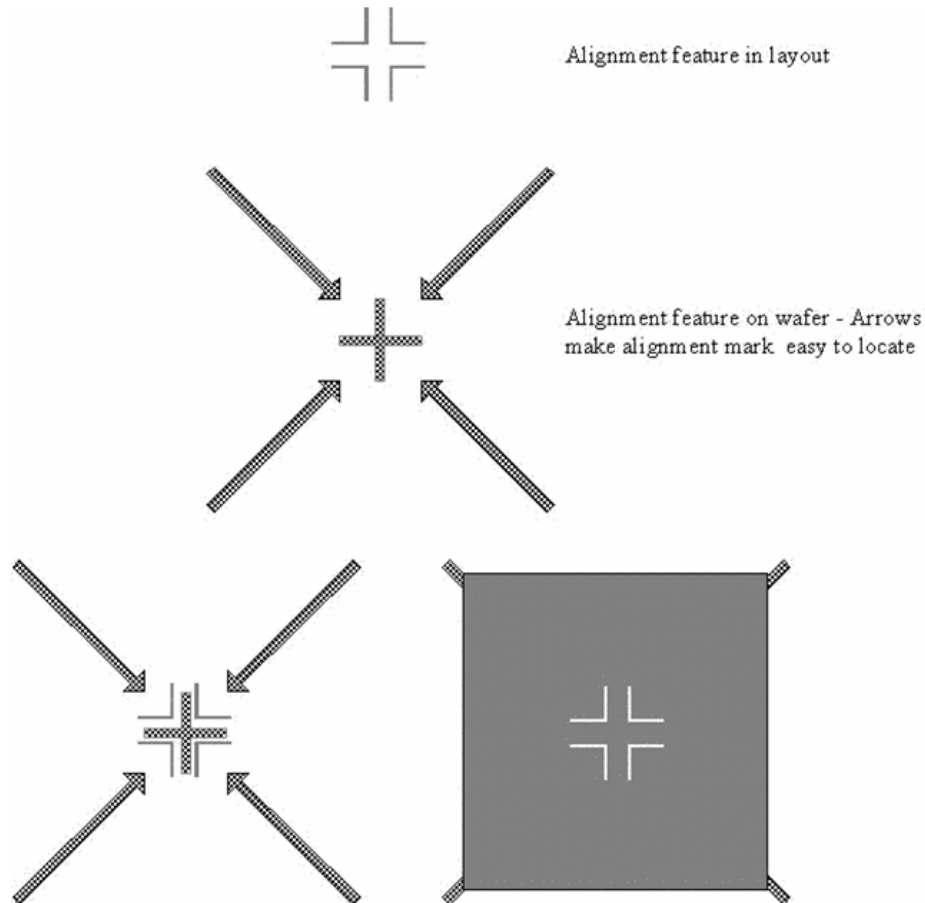 Alignment feature in layout
Alignment feature on wafer - Arrows
make alignment mark easy to locate